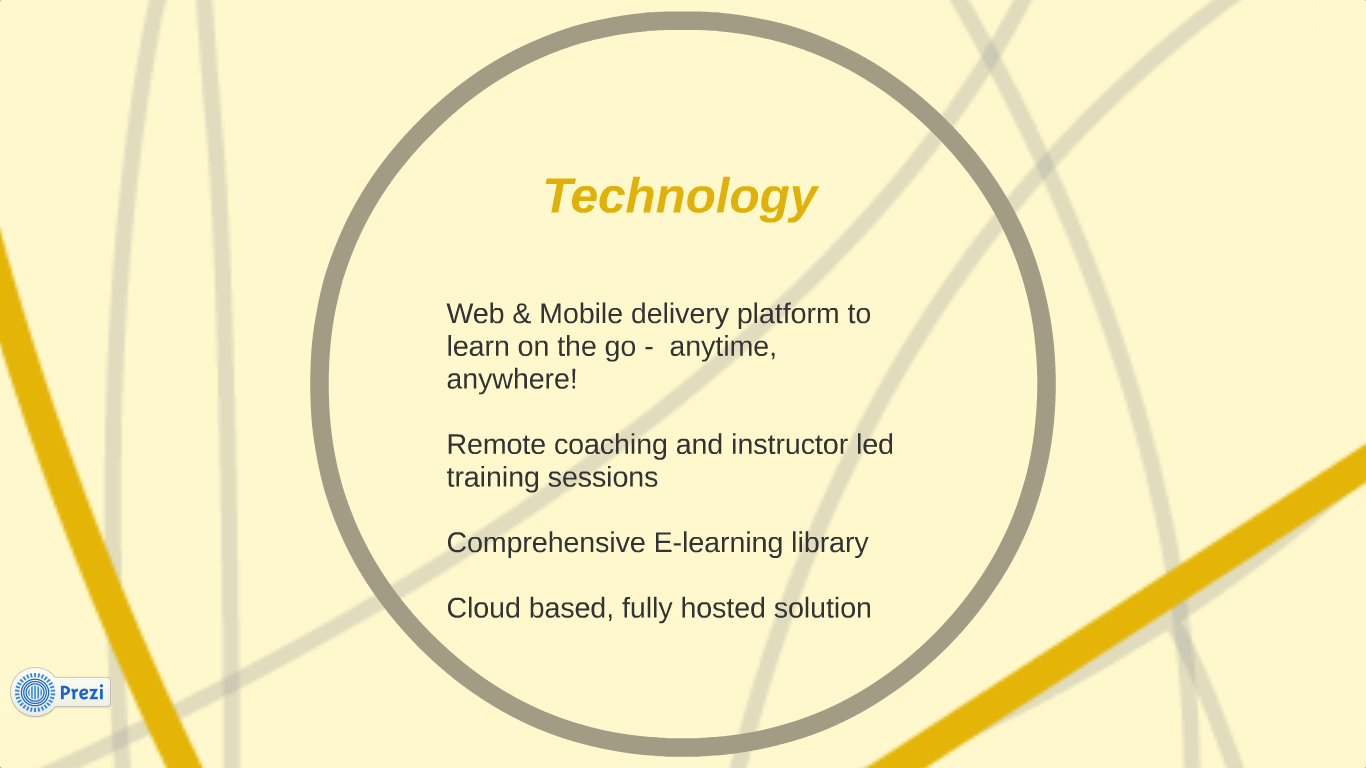 Technology
Web & Mobile delivery platform to
learn on the go -  anytime,
anywhere!
Remote coaching and instructor led
training sessions
Comprehensive E-learning library
Cloud based, fully hosted solution
Prezi